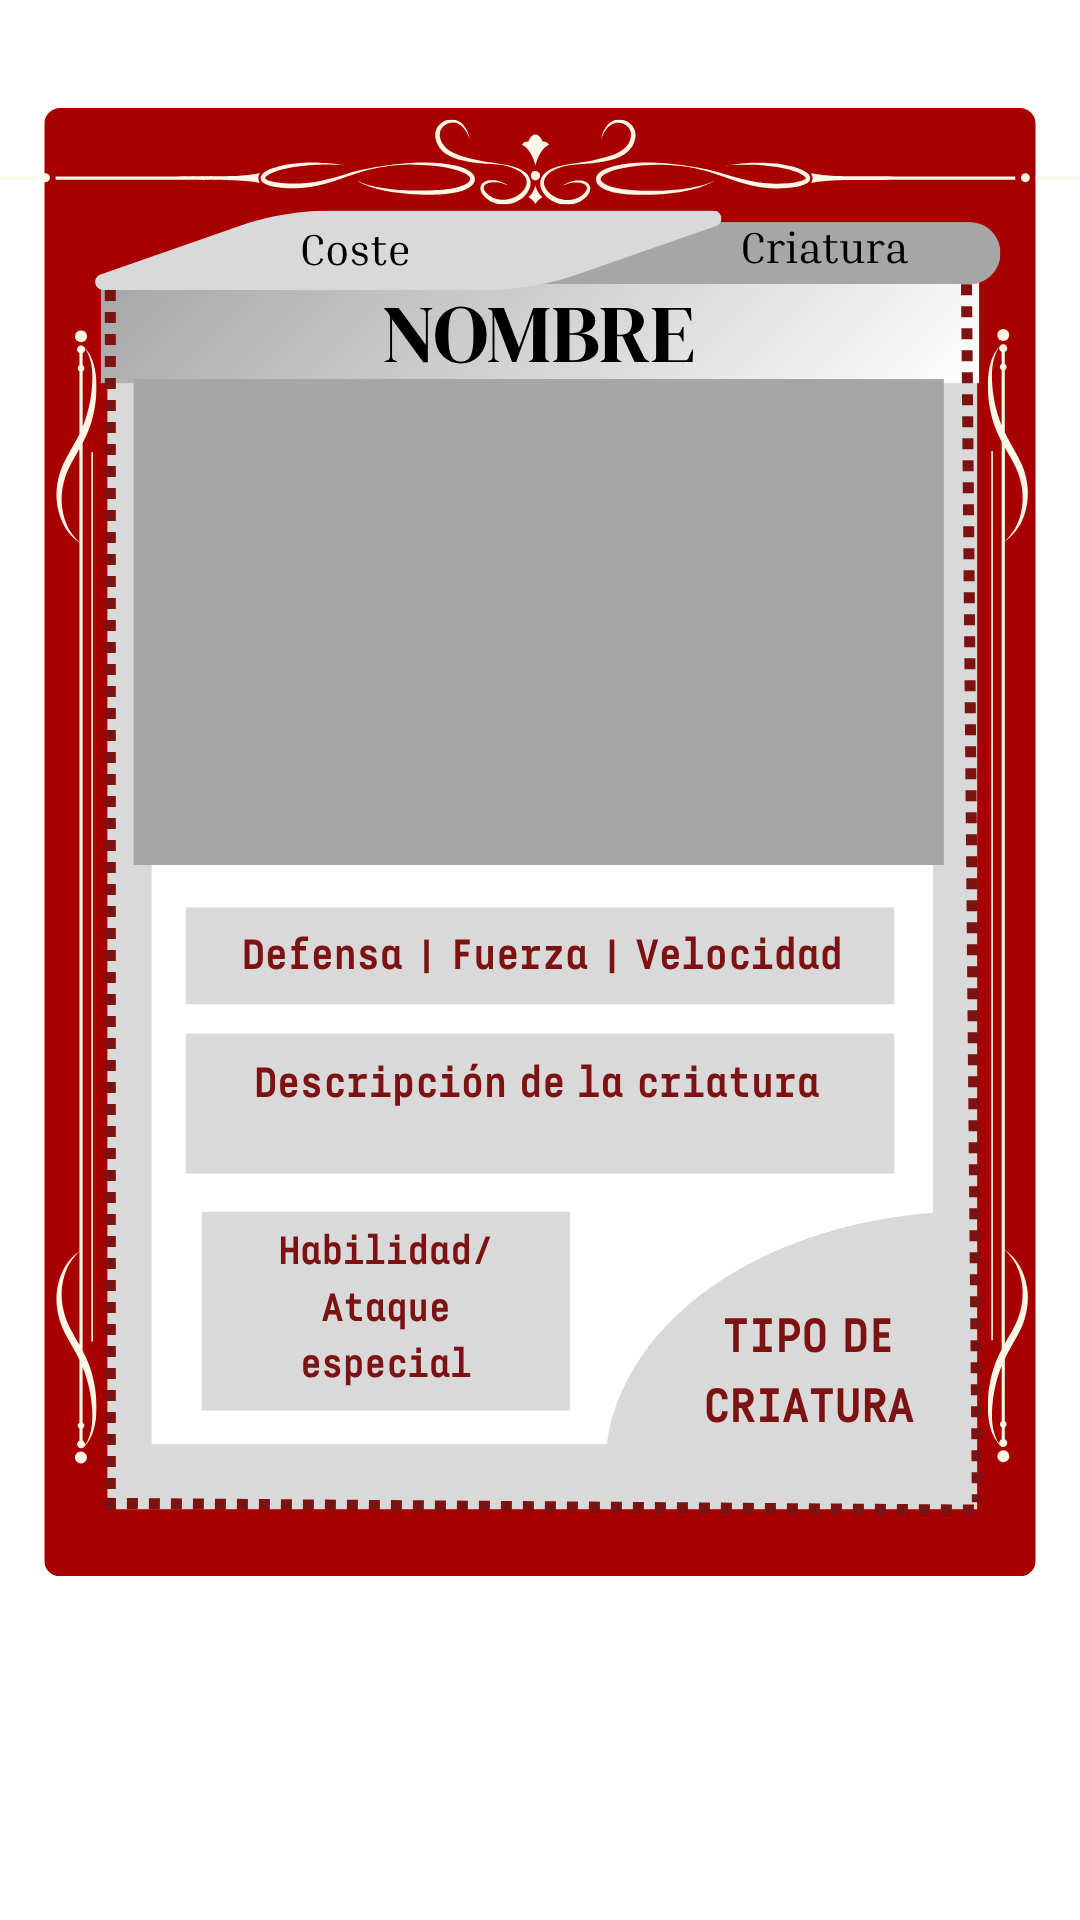 Coste
Criatura
NOMBRE
Defensa | Fuerza | Velocidad
Descripción de la criatura
Habilidad/
Ataque
especial
TIPO DE
CRIATURA